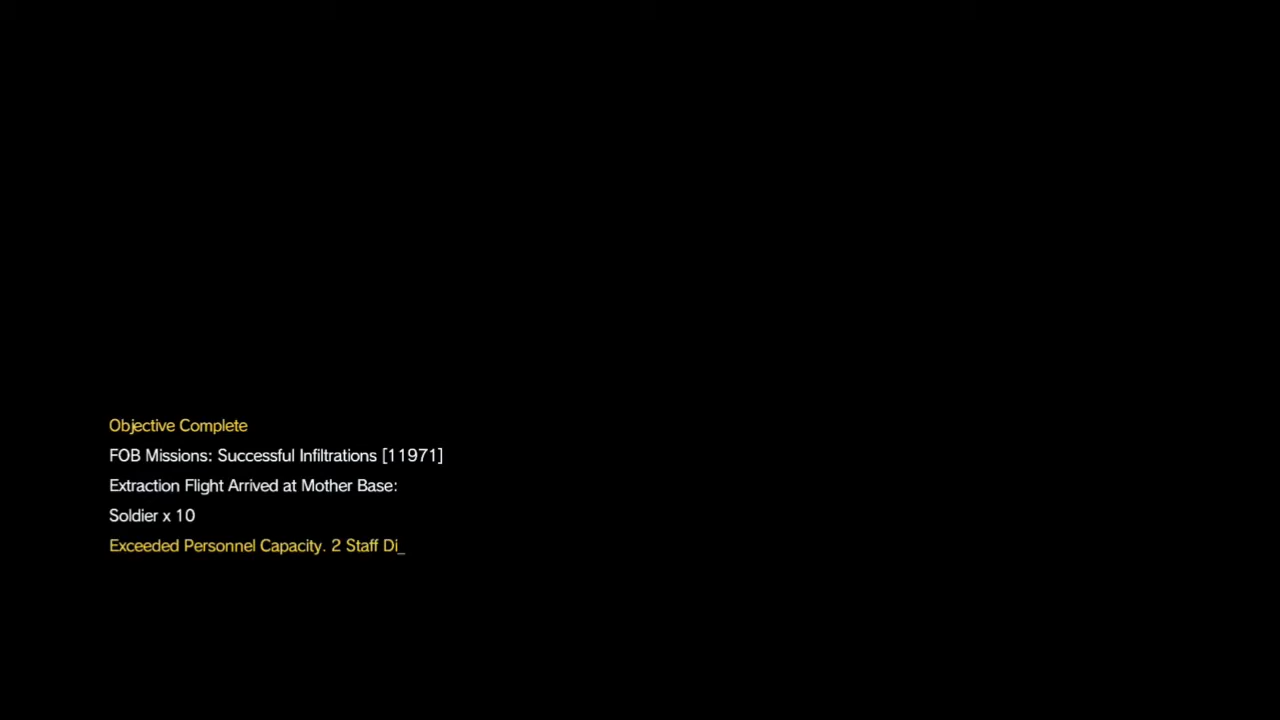 Objective Complete
FOB Missions: Successful Infiltrations [11971]
Extraction Flight Arrived at Mother Base:
Soldier x 10
Exceeded Personnel Capacity. 2 Staff Di_